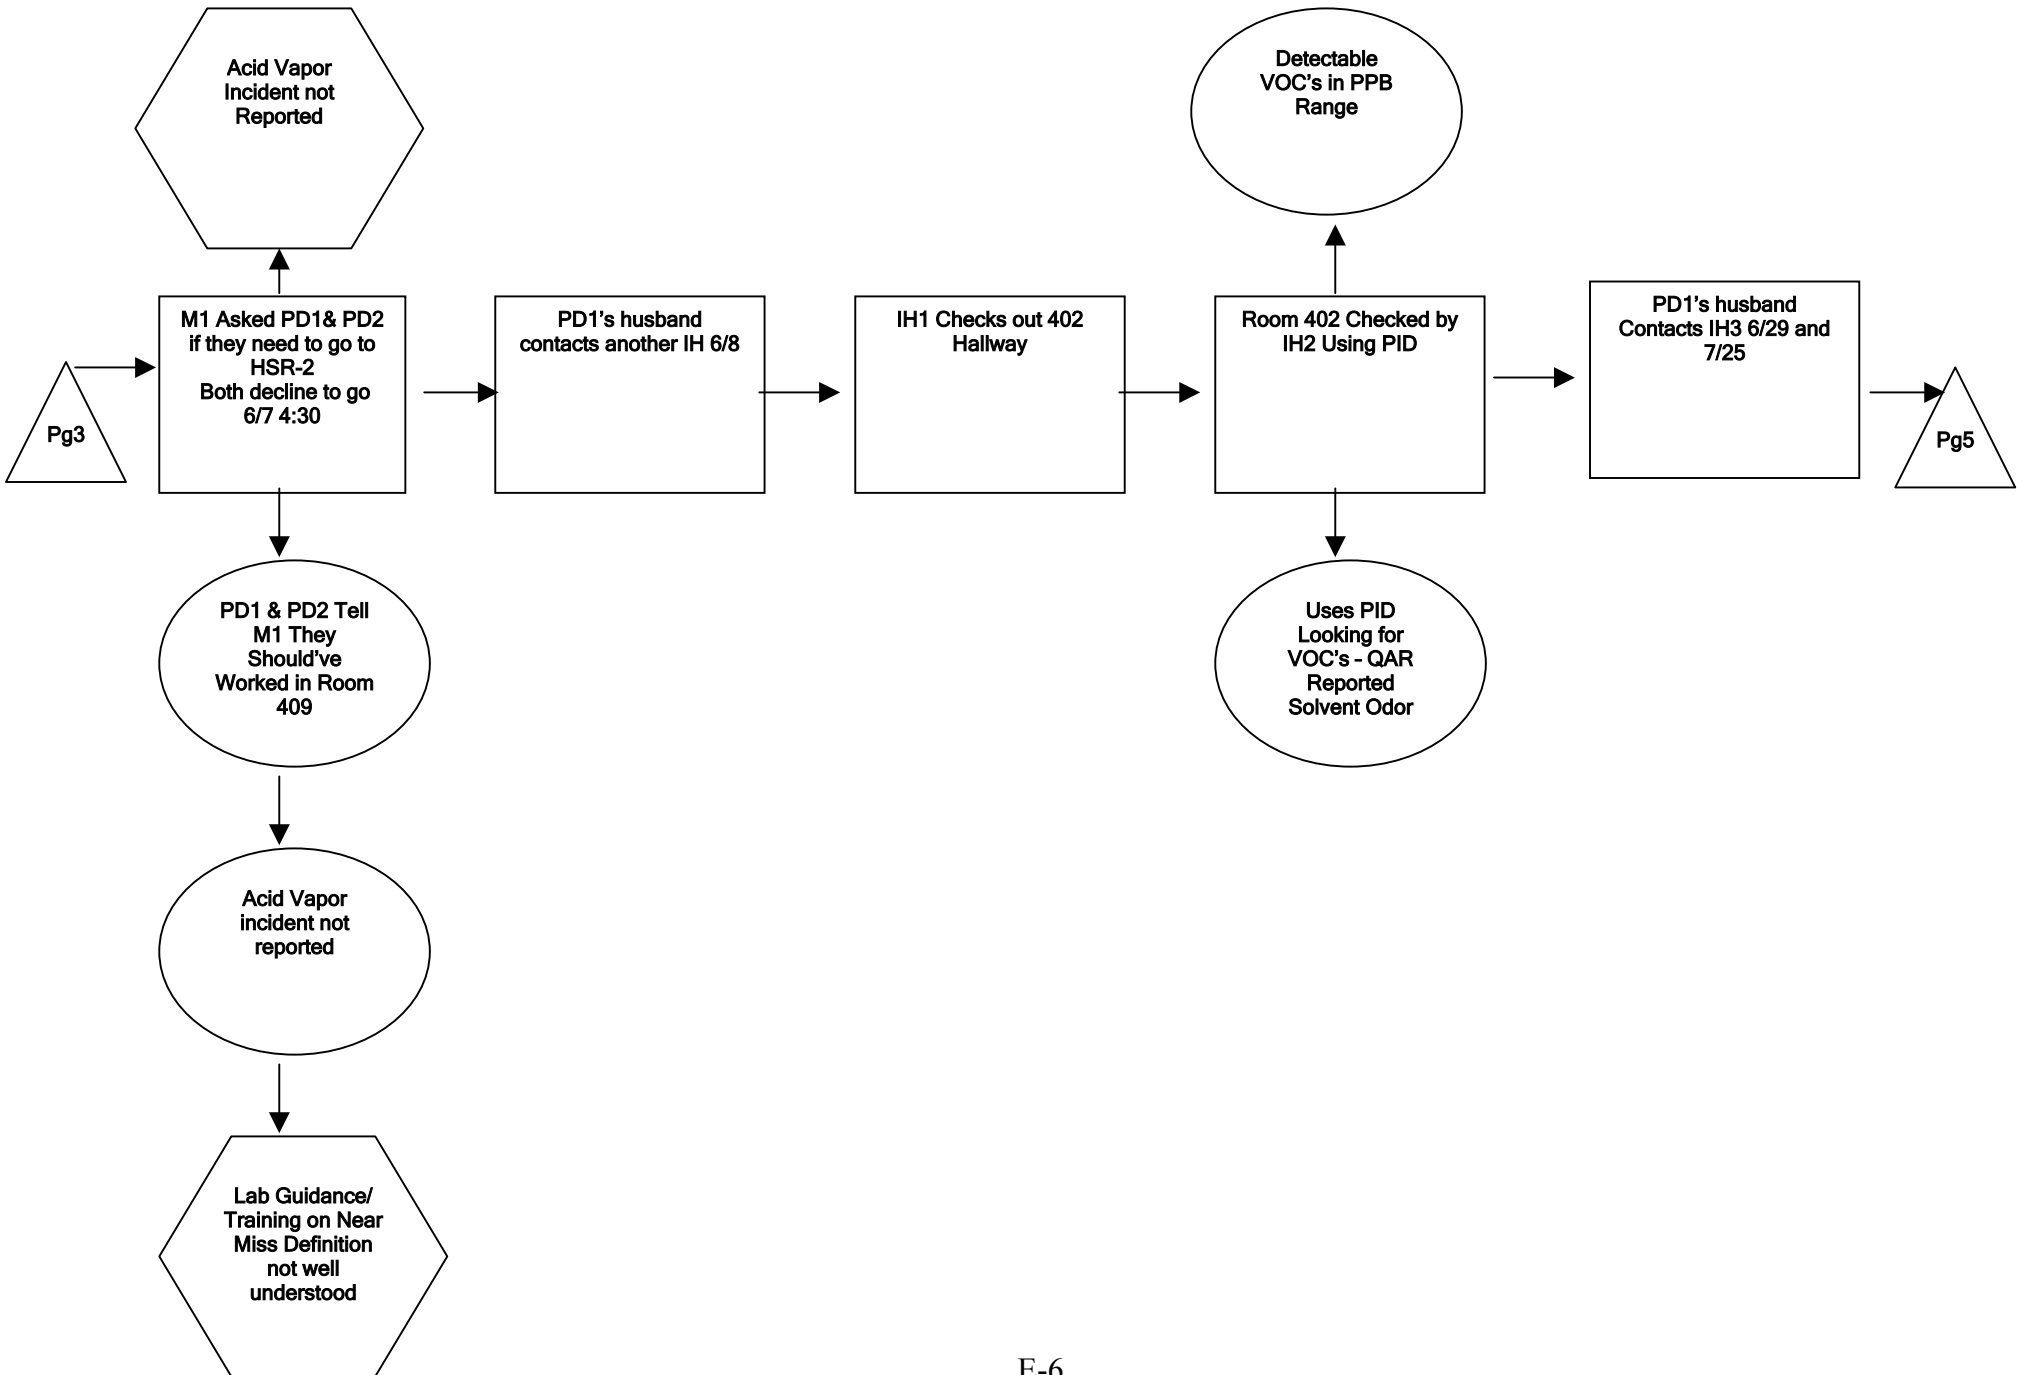 Acid Vapor
Incident not
Reported
Detectable
VOC's in PPB
Range
Pg3
M1 Asked PD1& PD2
if they need to go to
HSR-2
Both decline to go
6/7 4:30
PD1's husband
contacts another IH 6/8
IH1 Checks out 402
Hallway
Room 402 Checked by
IH2 Using PID
PD1's husband
Contacts IH3 6/29 and
7/25
Pg5
PD1 & PD2 Tell
M1 They
Should've
Worked in Room
409
Uses PID
Looking for
VOC's - QAR
Reported
Solvent Odor
Acid Vapor
incident not
reported
Lab Guidance/
Training on Near
Miss Definition
not well
understood
E-6